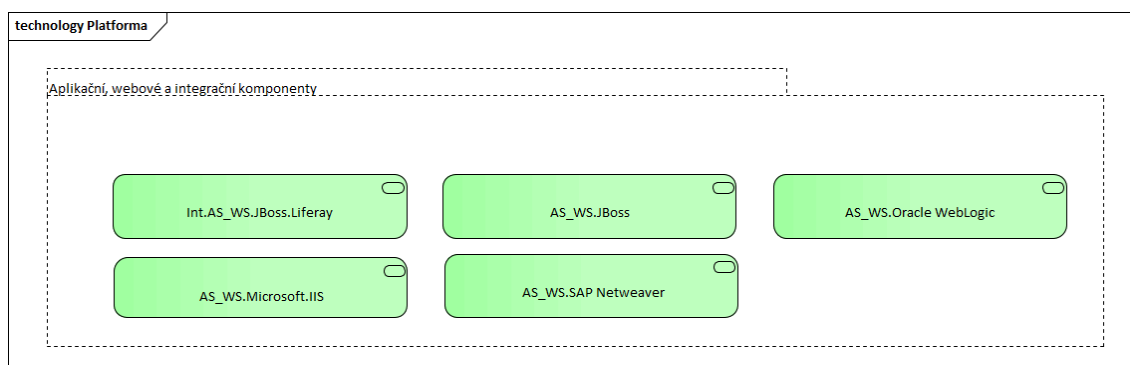 technology Platforma
Aplikační, webové a integrační komponenty
Int.AS_WS.JBoss.Liferay
AS_WS.JBoss
AS_WS.Oracle WebLogic
AS_WS.Microsoft.IIS
AS_WS.SAP Netweaver